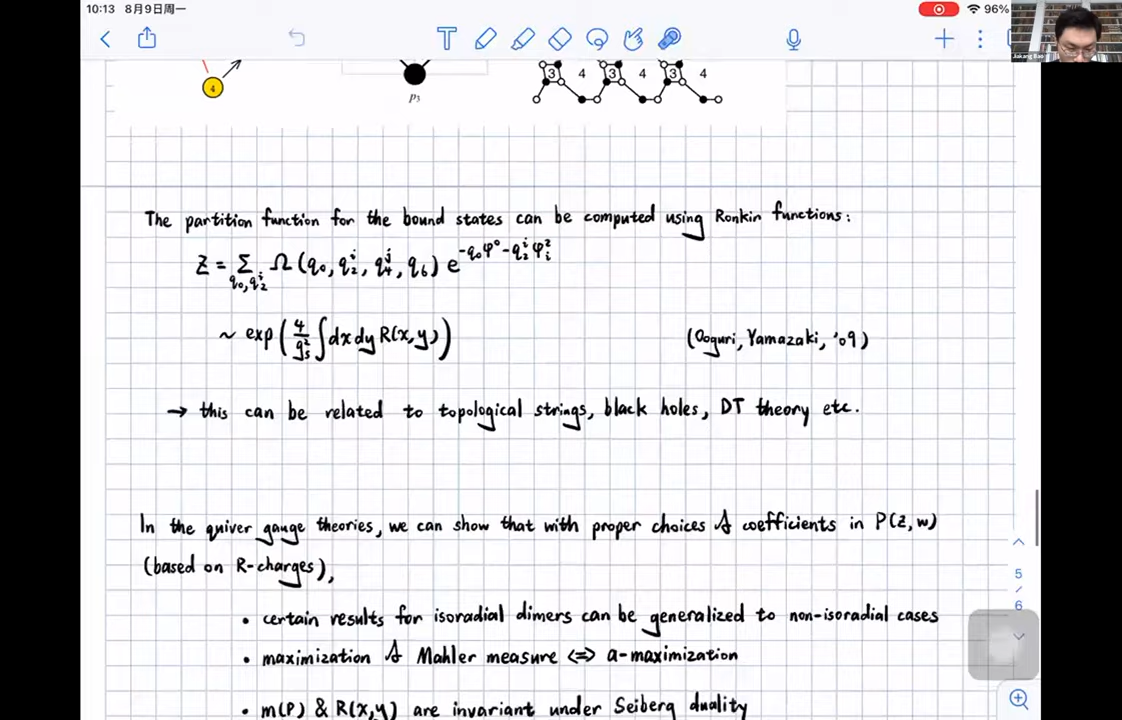 10:13 8月9日周一
96%
Jiakang Bao
4
p₃
3 4 3 4 3 4
The partition function for the bound states can be computed using Ronkin functions:
Z = Σ_{q₀,q₂ⁱ} Ω(q₀, q₂ⁱ, q₄ʲ, q₆) e^{-q₀φ⁰ - q₂ⁱφᵢ²}
~ exp(4/gₛ² ∫dxdy R(x,y)) (Ooguri, Yamazaki, '09)
→ this can be related to topological strings, black holes, DT theory etc.
In the quiver gauge theories, we can show that with proper choices of coefficients in P(z,w)
(based on R-charges),
• certain results for isoradial dimers can be generalized to non-isoradial cases
• maximization of Mahler measure ⇔ a-maximization
• m(P) & R(x,y) are invariant under Seiberg duality
5
/
6